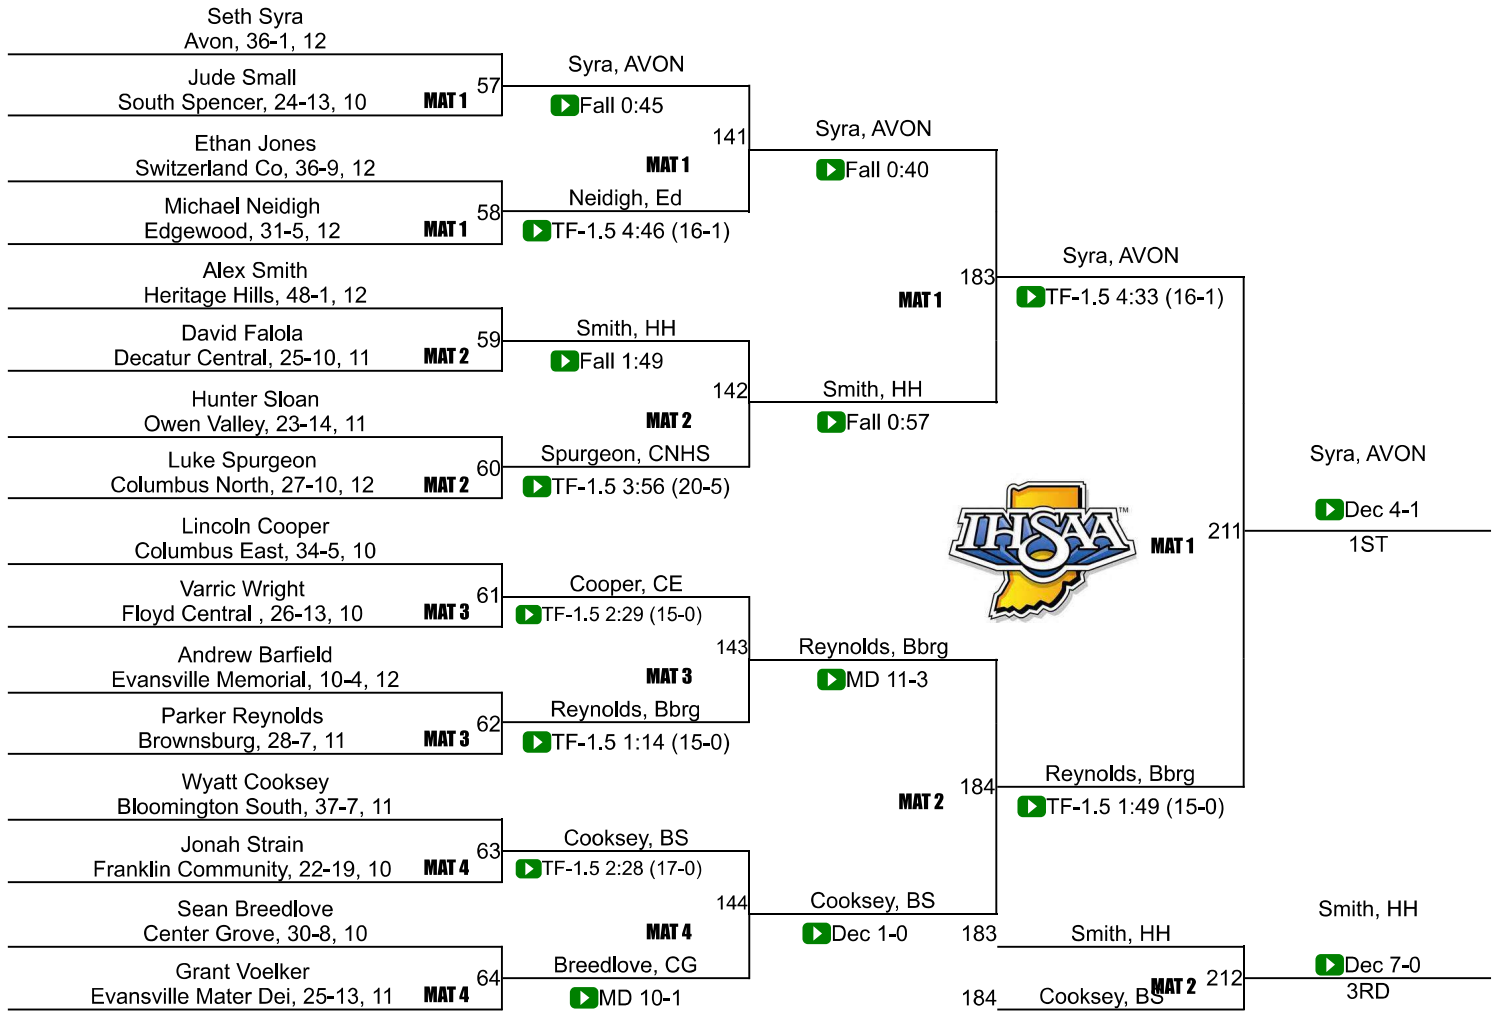 Seth Syra
Avon, 36-1, 12
57
Jude Small
South Spencer, 24-13, 10
MAT 1
Syra, AVON
Fall 0:45
Ethan Jones
Switzerland Co, 36-9, 12
58
Michael Neidigh
Edgewood, 31-5, 12
MAT 1
Neidigh, Ed
TF-1.5 4:46 (16-1)
141
MAT 1
Syra, AVON
Fall 0:40
Alex Smith
Heritage Hills, 48-1, 12
59
David Falola
Decatur Central, 25-10, 11
MAT 2
Smith, HH
Fall 1:49
Hunter Sloan
Owen Valley, 23-14, 11
60
Luke Spurgeon
Columbus North, 27-10, 12
MAT 2
Spurgeon, CNHS
TF-1.5 3:56 (20-5)
142
MAT 2
Smith, HH
Fall 0:57
183
MAT 1
Syra, AVON
TF-1.5 4:33 (16-1)
Lincoln Cooper
Columbus East, 34-5, 10
61
Varric Wright
Floyd Central , 26-13, 10
MAT 3
Cooper, CE
TF-1.5 2:29 (15-0)
Andrew Barfield
Evansville Memorial, 10-4, 12
62
Parker Reynolds
Brownsburg, 28-7, 11
MAT 3
Reynolds, Bbrg
TF-1.5 1:14 (15-0)
143
MAT 3
Reynolds, Bbrg
MD 11-3
Wyatt Cooksey
Bloomington South, 37-7, 11
63
Jonah Strain
Franklin Community, 22-19, 10
MAT 4
Cooksey, BS
TF-1.5 2:28 (17-0)
Sean Breedlove
Center Grove, 30-8, 10
64
Grant Voelker
Evansville Mater Dei, 25-13, 11
MAT 4
Breedlove, CG
MD 10-1
144
MAT 4
Cooksey, BS
Dec 1-0
184
MAT 2
Reynolds, Bbrg
TF-1.5 1:49 (15-0)
IHSAA™
MAT 1
211
Syra, AVON
Dec 4-1
1ST
183
Smith, HH
184
Cooksey, BS
MAT 2
212
Smith, HH
Dec 7-0
3RD